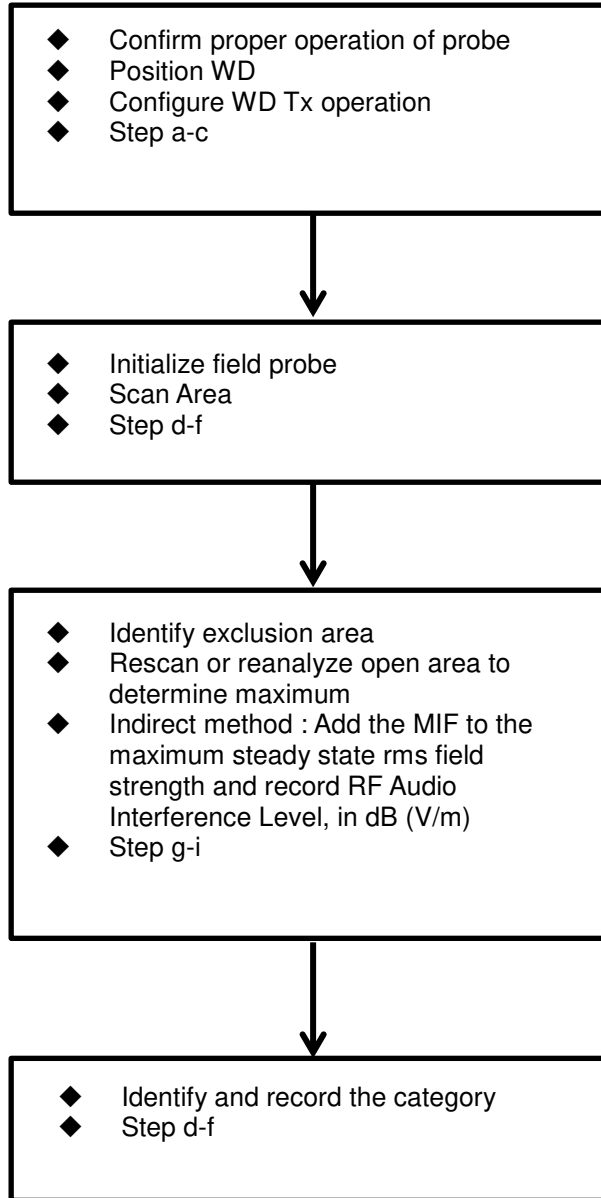 ◆ Confirm proper operation of probe
◆ Position WD
◆ Configure WD Tx operation
◆ Step a-c
◆ Initialize field probe
◆ Scan Area
◆ Step d-f
◆ Identify exclusion area
◆ Rescan or reanalyze open area to
determine maximum
◆ Indirect method : Add the MIF to the
maximum steady state rms field
strength and record RF Audio
Interference Level, in dB (V/m)
◆ Step g-i
◆ Identify and record the category
◆ Step d-f